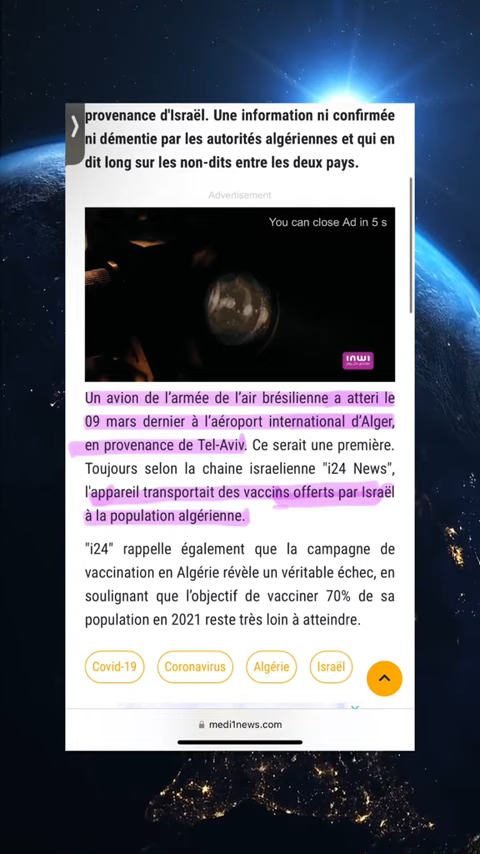 provenance d'Israël. Une information ni confirmée
ni démentie par les autorités algériennes et qui en
dit long sur les non-dits entre les deux pays.
Advertisement
You can close Ad in 5 s
inwi
Un avion de l'armée de l'air brésilienne a atteri le
09 mars dernier à l'aéroport international d'Alger,
en provenance de Tel-Aviv. Ce serait une première.
Toujours selon la chaine israelienne "i24 News",
l'appareil transportait des vaccins offerts par Israël
à la population algérienne.
"i24" rappelle également que la campagne de
vaccination en Algérie révèle un véritable échec, en
soulignant que l'objectif de vacciner 70% de sa
population en 2021 reste très loin à atteindre.
Covid-19 Coronavirus Algérie Israël
medi1news.com